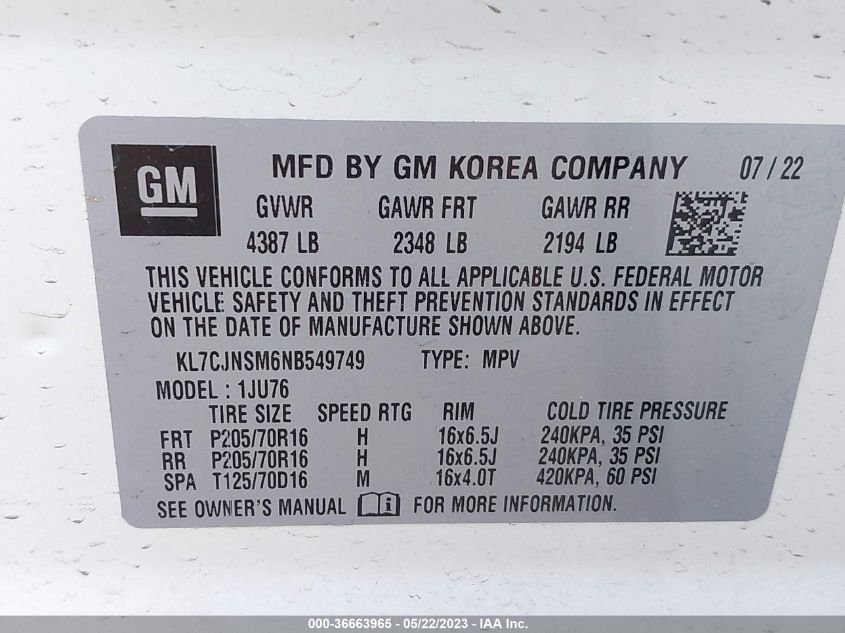 GM
MFD BY GM KOREA COMPANY 07/22
GVWR GAWR FRT GAWR RR
4387 LB 2348 LB 2194 LB
THIS VEHICLE CONFORMS TO ALL APPLICABLE U.S. FEDERAL MOTOR
VEHICLE SAFETY AND THEFT PREVENTION STANDARDS IN EFFECT
ON THE DATE OF MANUFACTURE SHOWN ABOVE.
KL7CJNSM6NB549749 TYPE: MPV
MODEL : 1JU76
TIRE SIZE SPEED RTG RIM COLD TIRE PRESSURE
FRT P205/70R16 H 16x6.5J 240KPA, 35 PSI
RR P205/70R16 H 16x6.5J 240KPA, 35 PSI
SPA T125/70D16 M 16x4.0T 420KPA, 60 PSI
SEE OWNER'S MANUAL i FOR MORE INFORMATION.
000-36663965 - 05/22/2023 - IAA Inc.